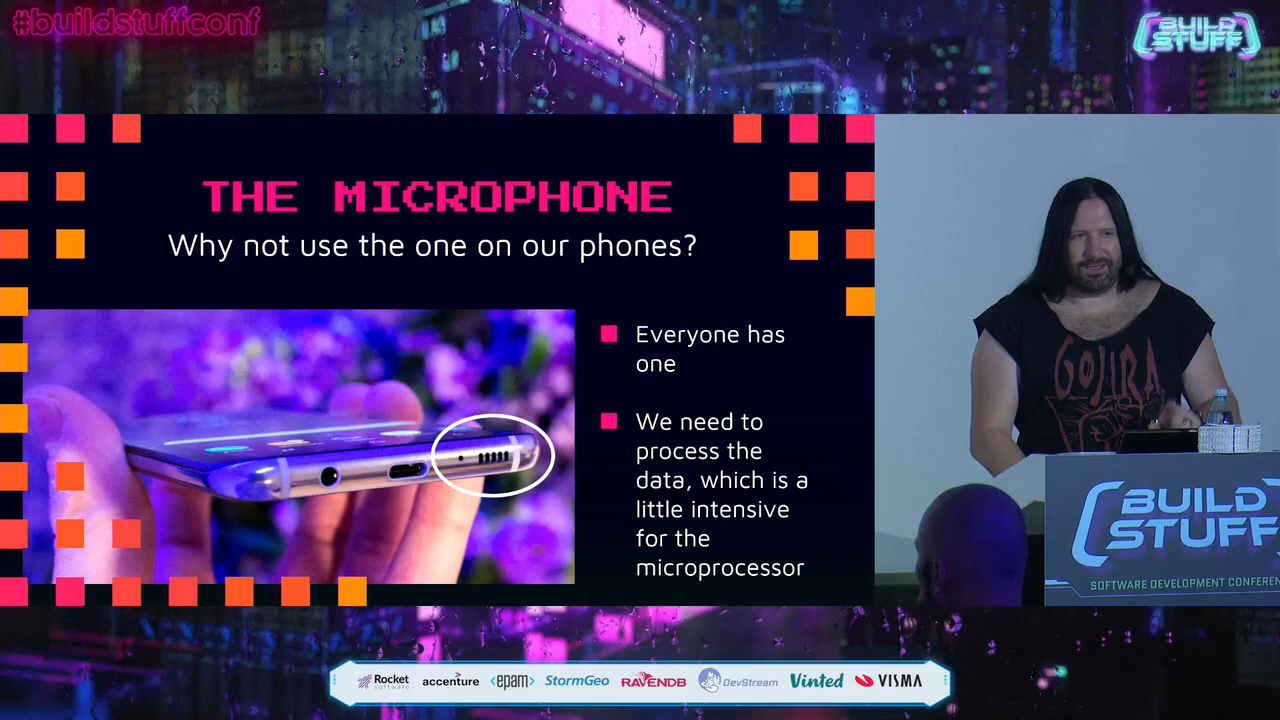 #buildstuffconf
BUILD
STUFF
THE MICROPHONE
Why not use the one on our phones?
Everyone has
one
We need to
process the
data, which is a
little intensive
for the
microprocessor
GOJIRA
BUILD
STUFF
SOFTWARE DEVELOPMENT CONFEREN
Rocket
software
accenture
<epam>
StormGeo
RAVENDB
DevStream
Vinted
VISMA